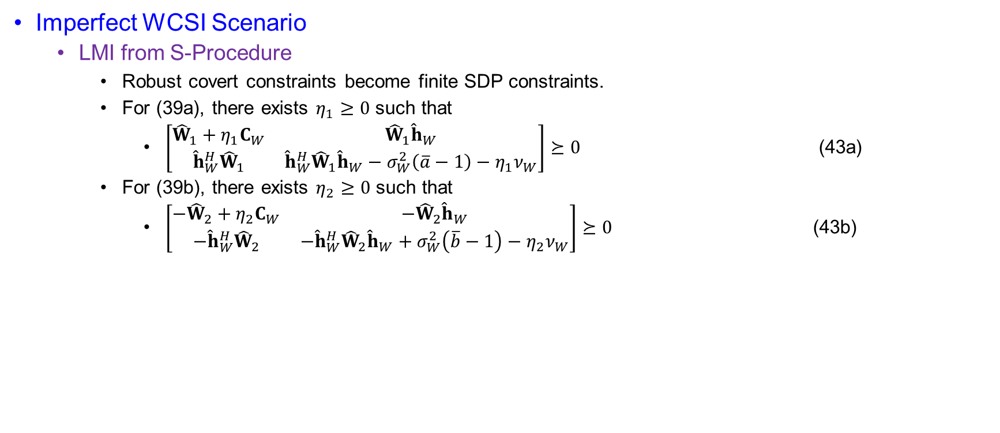 • Imperfect WCSI Scenario
• LMI from S-Procedure
• Robust covert constraints become finite SDP constraints.
• For (39a), there exists η₁ ≥ 0 such that
• [Ŵ₁ + η₁C_W   Ŵ₁ĥ_W
ĥ_W^H Ŵ₁   ĥ_W^H Ŵ₁ĥ_W − σ_W^2(a̅ − 1) − η₁ν_W] ⪰ 0 (43a)
• For (39b), there exists η₂ ≥ 0 such that
• [−Ŵ₂ + η₂C_W   −Ŵ₂ĥ_W
−ĥ_W^H Ŵ₂   −ĥ_W^H Ŵ₂ĥ_W + σ_W^2(b̅ − 1) − η₂ν_W] ⪰ 0 (43b)